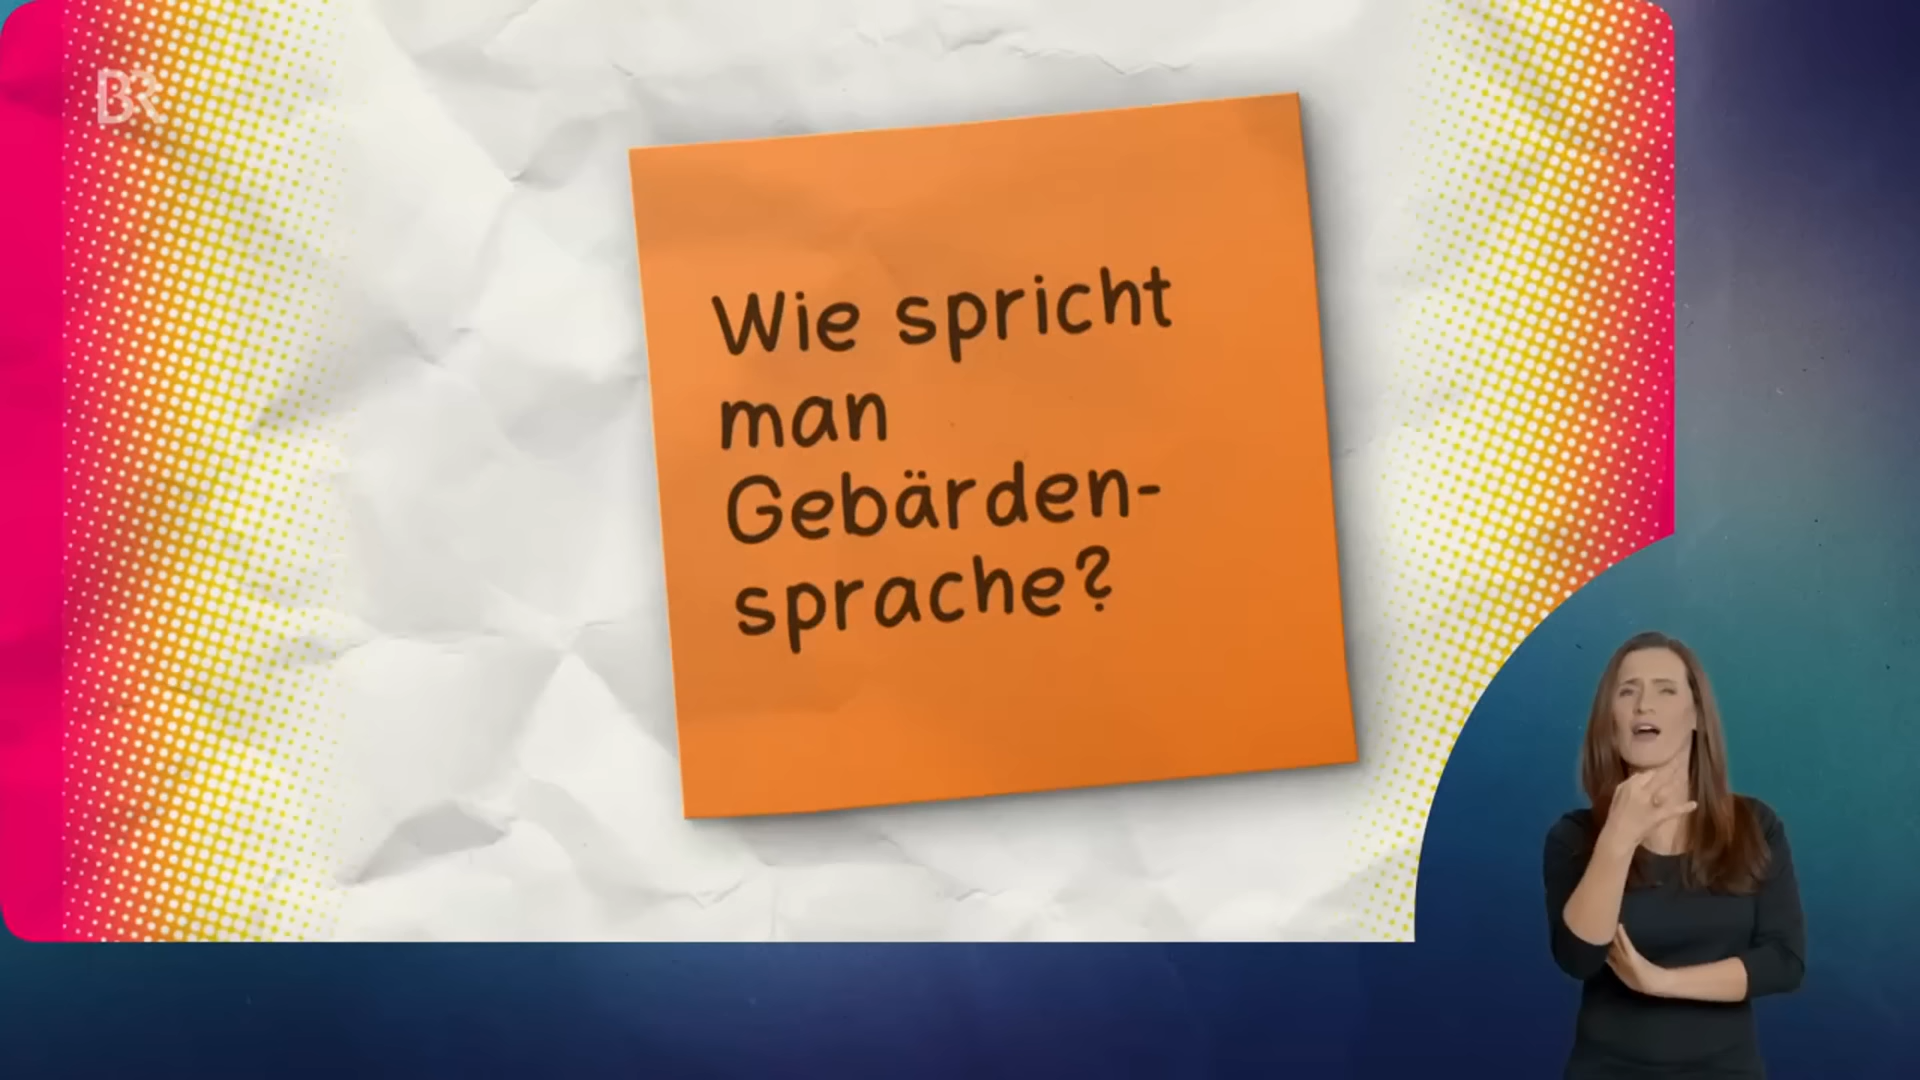 BR
Wie spricht
man
Gebärden-
sprache?